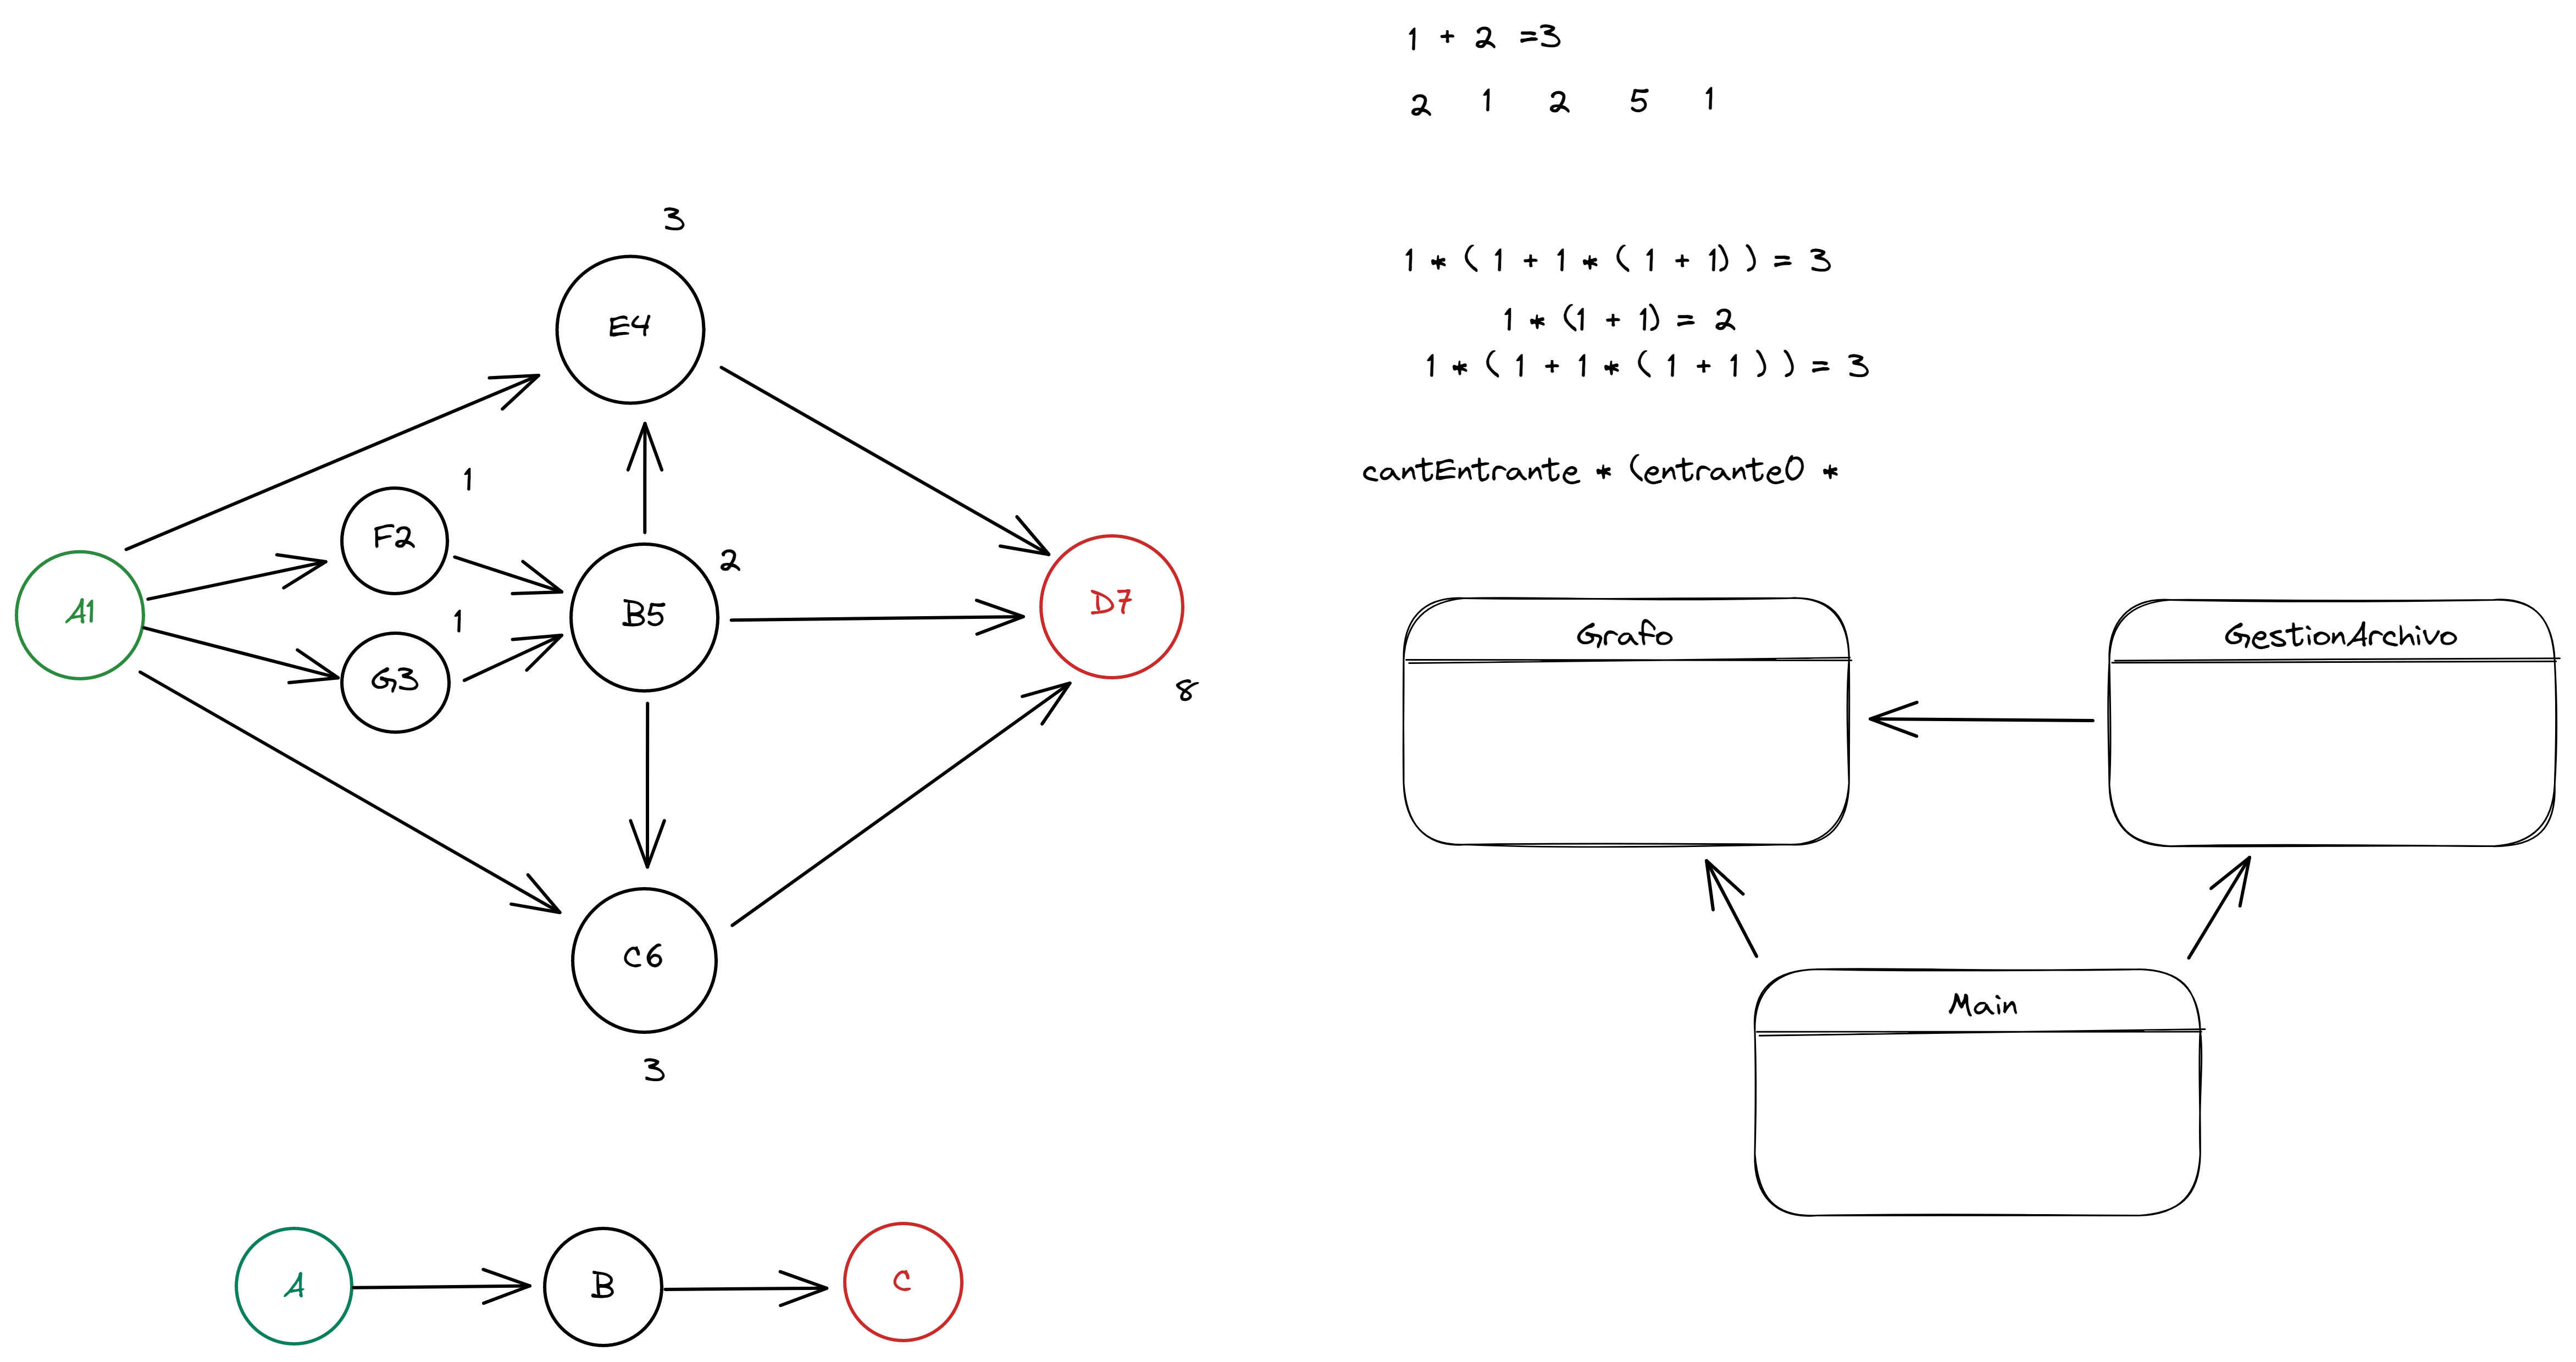 1 + 2 =3
2 1 2 5 1
3
E4
1 * ( 1 + 1 * ( 1 + 1) ) = 3
1 * (1 + 1) = 2
1 * ( 1 + 1 * ( 1 + 1 ) ) = 3
cantEntrante * (entrante0 *
1
F2
2
A1
B5
D7
1
G3
8
C6
3
Grafo
GestionArchivo
Main
A
B
C